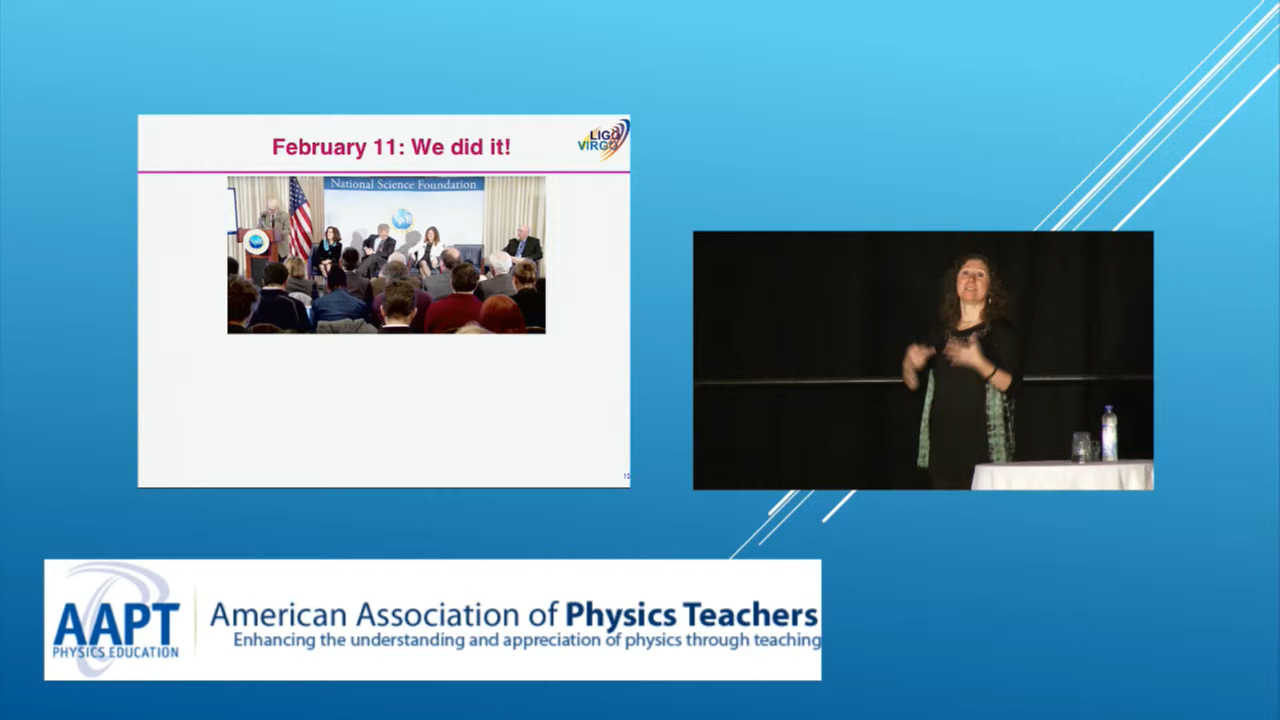 February 11: We did it!
LIGO
VIRGO
National Science Foundation
15
AAPT
PHYSICS EDUCATION
American Association of Physics Teachers
Enhancing the understanding and appreciation of physics through teaching